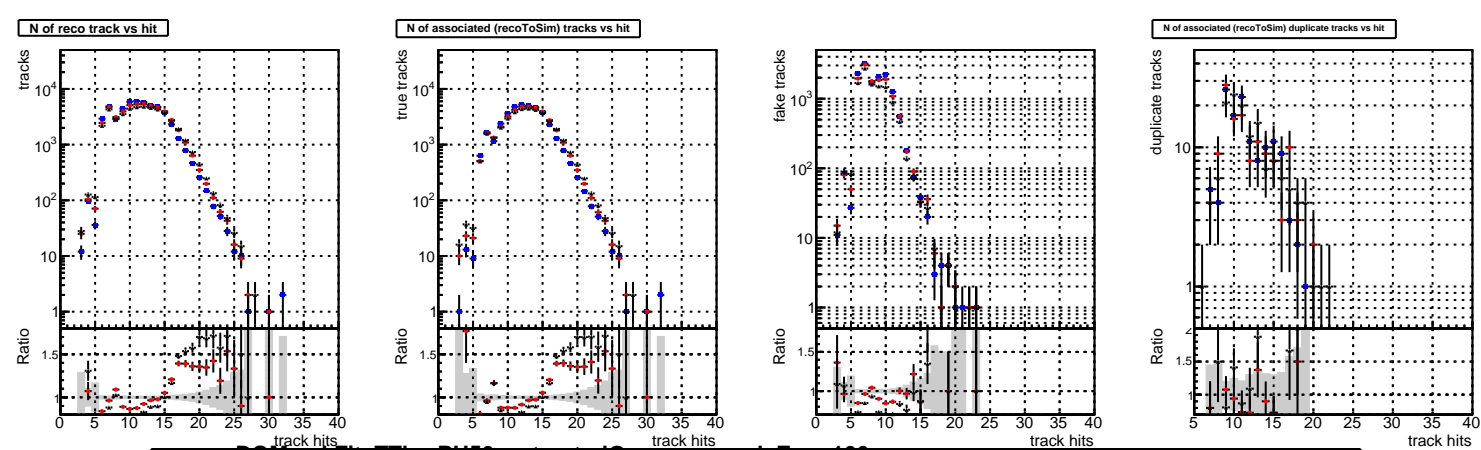 N of reco track vs hit
tracks
10⁴
10³
10²
10
1
Ratio
1.5
1
0 5 10 15 20 25 30 35 40
track hits
N of associated (recoToSim) tracks vs hit
true tracks
10⁴
10³
10²
10
1
Ratio
1.5
1
0 5 10 15 20 25 30 35 40
track hits
fake tracks
10³
10²
10
1
Ratio
1.5
1
0 5 10 15 20 25 30 35 40
track hits
N of associated (recoToSim) duplicate tracks vs hit
duplicate tracks
10
1
Ratio
2
1.5
1
5 10 15 20 25 30 35 40
track hits